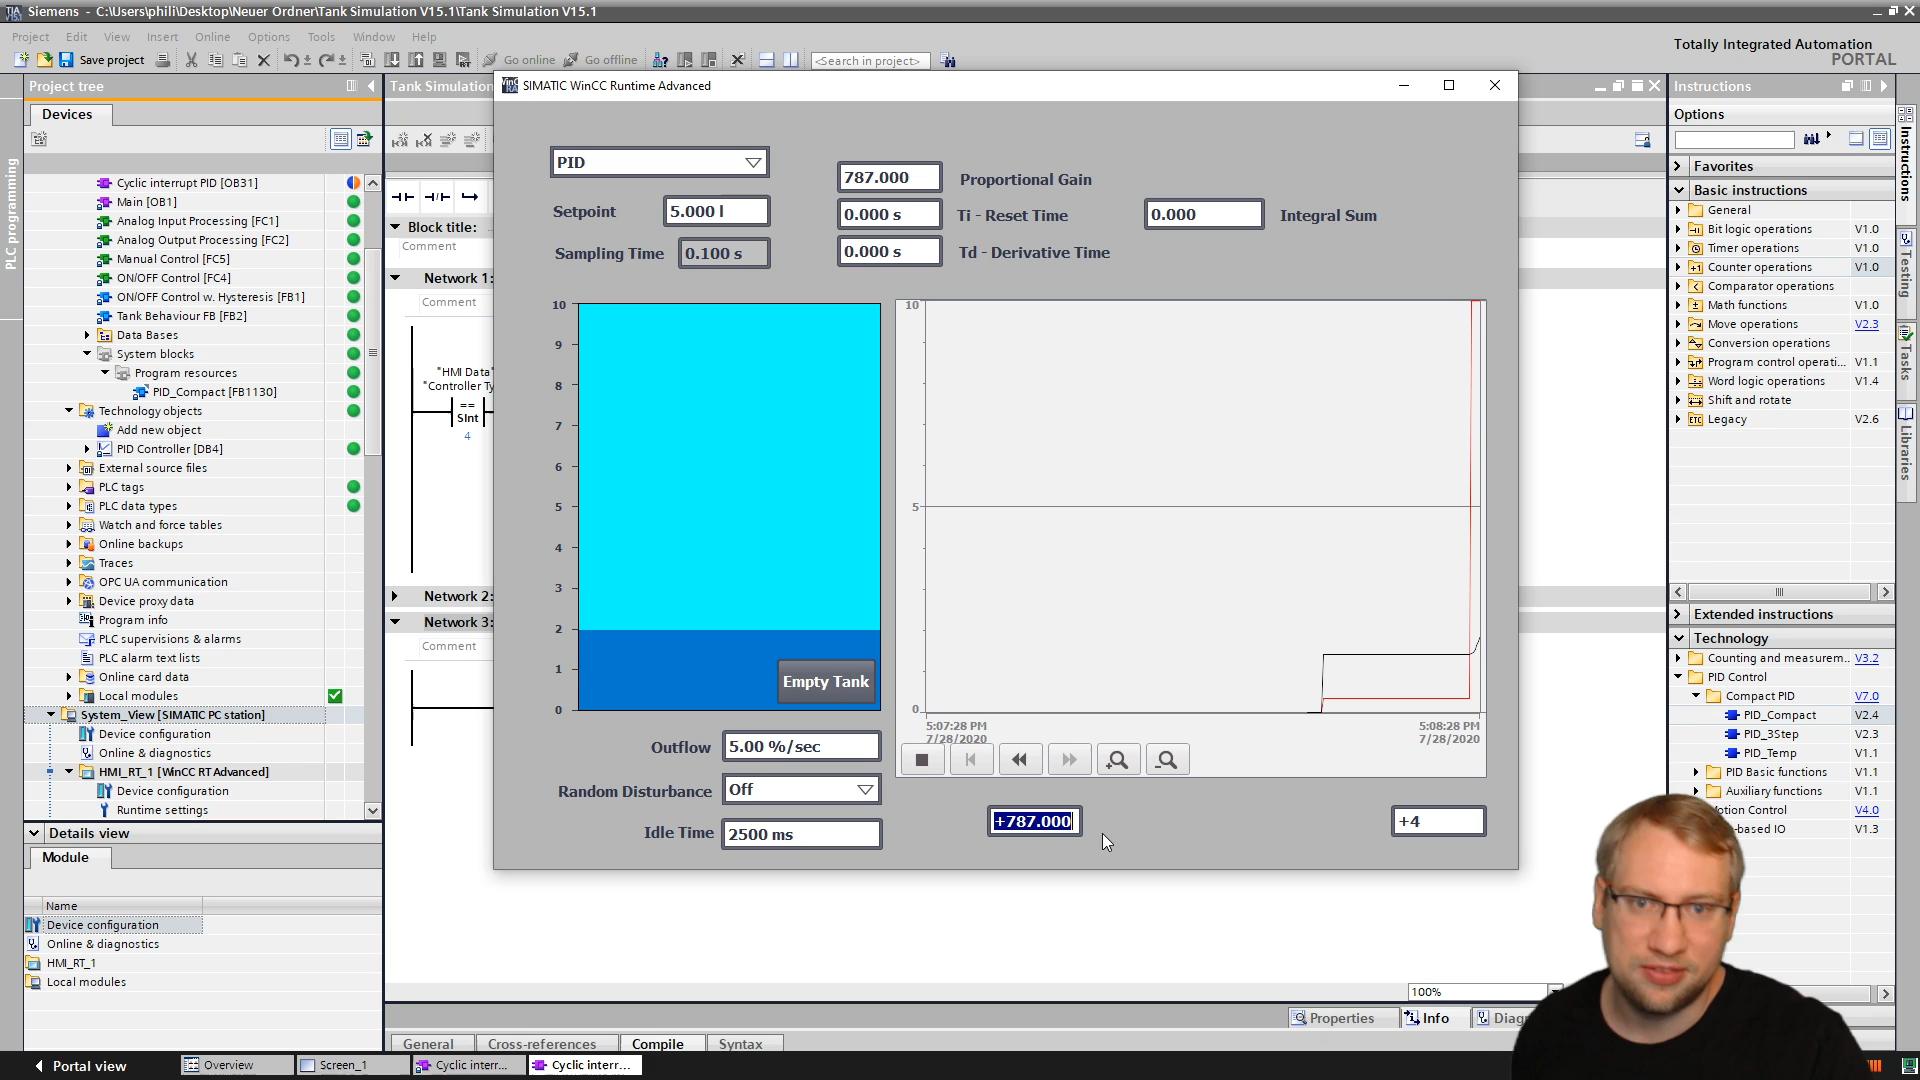 Siemens - C:\Users\phili\Desktop\Neuer Ordner\Tank Simulation V15.1\Tank Simulation V15.1
Project Edit View Insert Online Options Tools Window Help
Save project
Go online
Go offline
<Search in project>
Totally Integrated Automation
PORTAL
Project tree
Devices
PLC programming
Cyclic interrupt PID [OB31]
Main [OB1]
Analog Input Processing [FC1]
Analog Output Processing [FC2]
Manual Control [FC5]
ON/OFF Control [FC4]
ON/OFF Control w. Hysteresis [FB1]
Tank Behaviour FB [FB2]
Data Bases
System blocks
Program resources
PID_Compact [FB1130]
Technology objects
Add new object
PID Controller [DB4]
External source files
PLC tags
PLC data types
Watch and force tables
Online backups
Traces
OPC UA communication
Device proxy data
Program info
PLC supervisions & alarms
PLC alarm text lists
Online card data
Local modules
System_View [SIMATIC PC station]
Device configuration
Online & diagnostics
HMI_RT_1 [WinCC RT Advanced]
Device configuration
Runtime settings
Details view
Module
Name
Device configuration
Online & diagnostics
HMI_RT_1
Local modules
Tank Simulation
Block title:
Comment
Network 1:
Comment
"HMI Data"
"Controller Ty
==
SInt
4
Network 2:
Network 3:
Comment
SIMATIC WinCC Runtime Advanced
PID
Setpoint
5.000 l
Sampling Time
0.100 s
787.000
Proportional Gain
0.000 s
Ti - Reset Time
0.000
Integral Sum
0.000 s
Td - Derivative Time
10
9
8
7
6
5
4
3
2
1
0
Empty Tank
10
5
0
5:07:28 PM
7/28/2020
5:08:28 PM
7/28/2020
Outflow
5.00 %/sec
Random Disturbance
Off
Idle Time
2500 ms
+787.000
+4
100%
Properties
Info
Diagn
General
Cross-references
Compile
Syntax
Instructions
Options
Favorites
Basic instructions
General
Bit logic operations V1.0
Timer operations V1.0
Counter operations V1.0
Comparator operations
Math functions V1.0
Move operations V2.3
Conversion operations
Program control operati... V1.1
Word logic operations V1.4
Shift and rotate
Legacy V2.6
Extended instructions
Technology
Counting and measurem... V3.2
PID Control
Compact PID V7.0
PID_Compact V2.4
PID_3Step V2.3
PID_Temp V1.1
PID Basic functions V1.1
Auxiliary functions V1.1
otion Control V4.0
-based IO V1.3
Instructions
Testing
Tasks
Libraries
Portal view
Overview
Screen_1
Cyclic interr...
Cyclic interr...